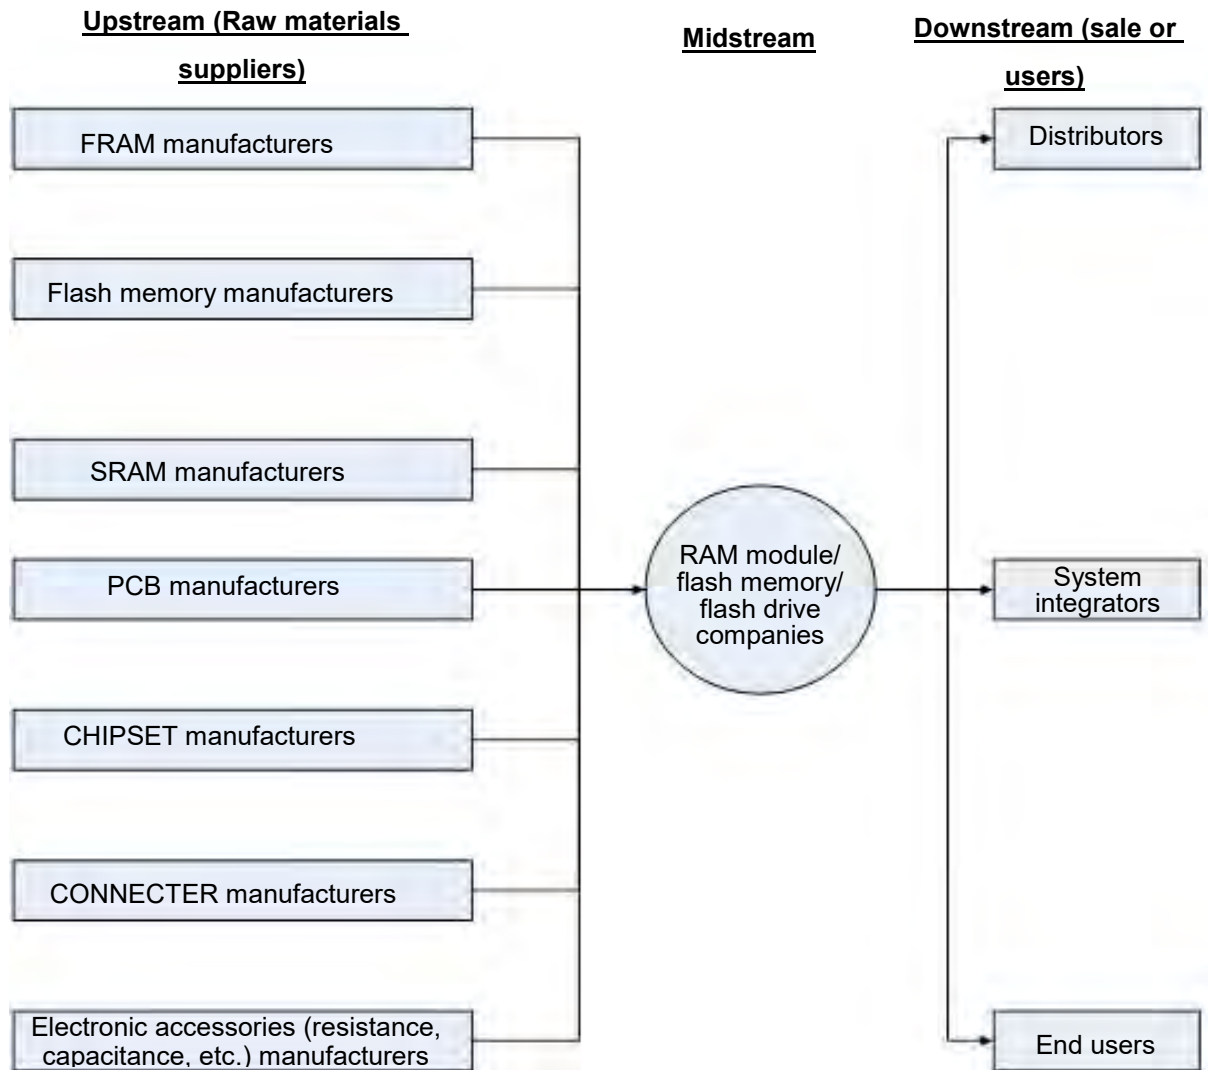 Upstream (Raw materials
suppliers)
Midstream
Downstream (sale or
users)
FRAM manufacturers
Flash memory manufacturers
SRAM manufacturers
PCB manufacturers
CHIPSET manufacturers
CONNECTER manufacturers
Electronic accessories (resistance,
capacitance, etc.) manufacturers
RAM module/
flash memory/
flash drive
companies
Distributors
System
integrators
End users